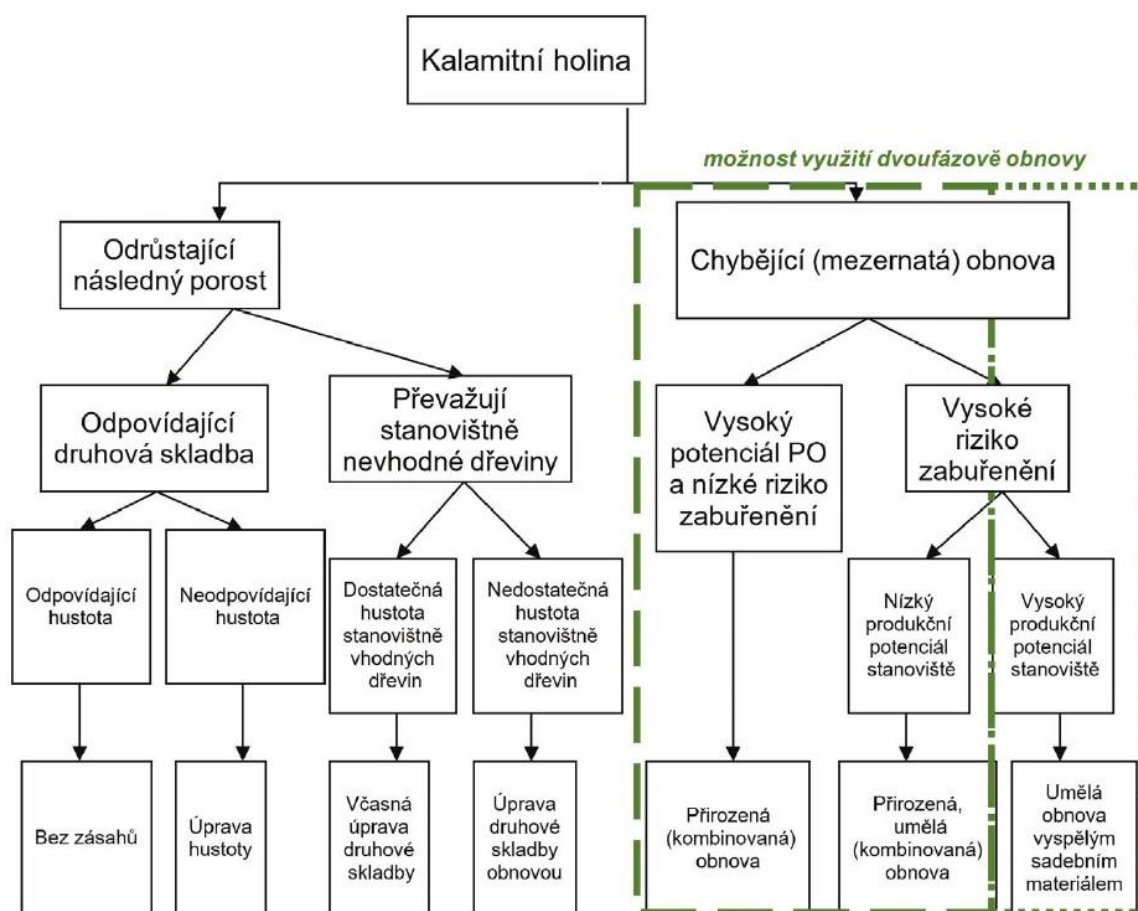 Kalamitní holina
možnost využití dvoufázově obnovy
Odrůstající
následný porost
Chybějící (mezernatá) obnova
Odpovídající
druhová skladba
Převažují
stanovištně
nevhodné dřeviny
Vysoký
potenciál PO
a nízké riziko
zabuřenění
Vysoké
riziko
zabuřenění
Odpovídající
hustota
Neodpovídající
hustota
Dostatečná
hustota
stanovištně
vhodných
dřevin
Nedostatečná
hustota
stanovištně
vhodných
dřevin
Nízký
produkční
potenciál
stanoviště
Vysoký
produkční
potenciál
stanoviště
Bez zásahů
Úprava
hustoty
Včasná
úprava
druhové
skladby
Úprava
druhové
skladby
obnovou
Přirozená
(kombinovaná)
obnova
Přirozená,
umělá
(kombinovaná)
obnova
Umělá
obnova
vyspělým
sadebním
materiálem